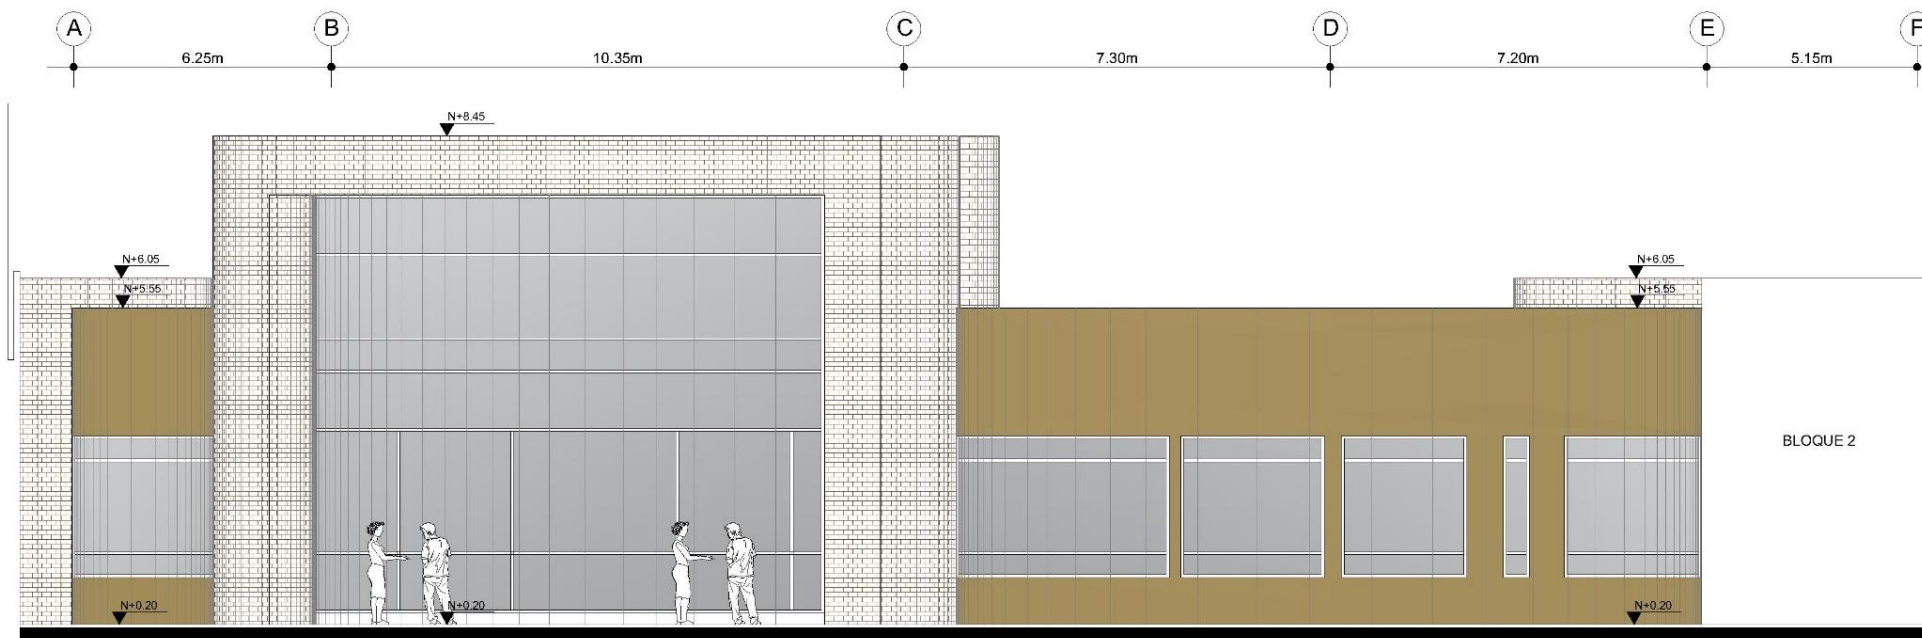 A B C D E F
6.25m 10.35m 7.30m 7.20m 5.15m
N+8.45
N+6.05 N+6.05
N+5.55 N+5.55
BLOQUE 2
N+0.20 N+0.20 N+0.20